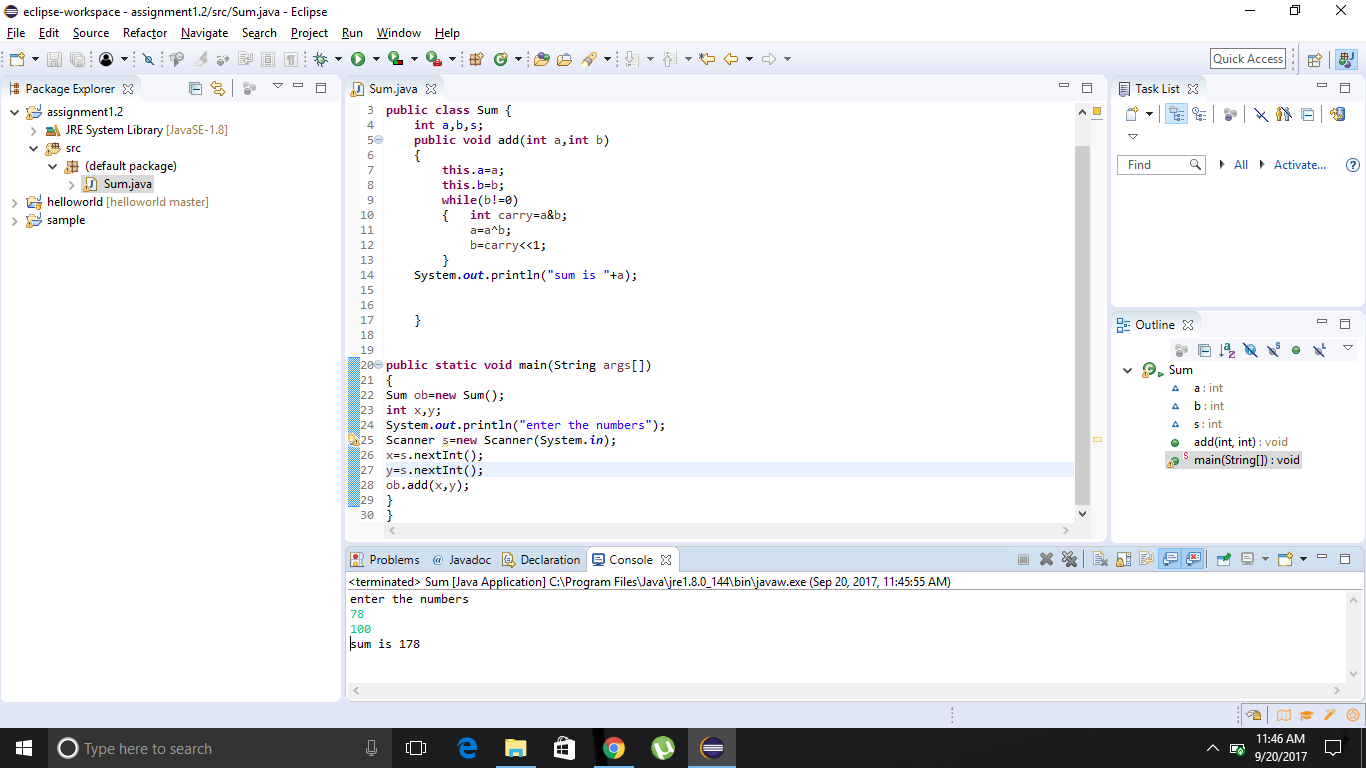 eclipse-workspace - assignment1.2/src/Sum.java - Eclipse
File Edit Source Refactor Navigate Search Project Run Window Help
Quick Access
Package Explorer
assignment1.2
JRE System Library [JavaSE-1.8]
src
(default package)
Sum.java
helloworld [helloworld master]
sample
Sum.java
3 public class Sum {
4 int a,b,s;
5 public void add(int a,int b)
6 {
7 this.a=a;
8 this.b=b;
9 while(b!=0)
10 { int carry=a&b;
11 a=a^b;
12 b=carry<<1;
13 }
14 System.out.println("sum is "+a);
15
16
17 }
18
19
20 public static void main(String args[])
21 {
22 Sum ob=new Sum();
23 int x,y;
24 System.out.println("enter the numbers");
25 Scanner s=new Scanner(System.in);
26 x=s.nextInt();
27 y=s.nextInt();
28 ob.add(x,y);
29 }
30 }
Task List
Find All Activate...
Outline
Sum
a : int
b : int
s : int
add(int, int) : void
main(String[]) : void
Problems @ Javadoc Declaration Console
<terminated> Sum [Java Application] C:\Program Files\Java\jre1.8.0_144\bin\javaw.exe (Sep 20, 2017, 11:45:55 AM)
enter the numbers
78
100
sum is 178
Type here to search
11:46 AM
9/20/2017